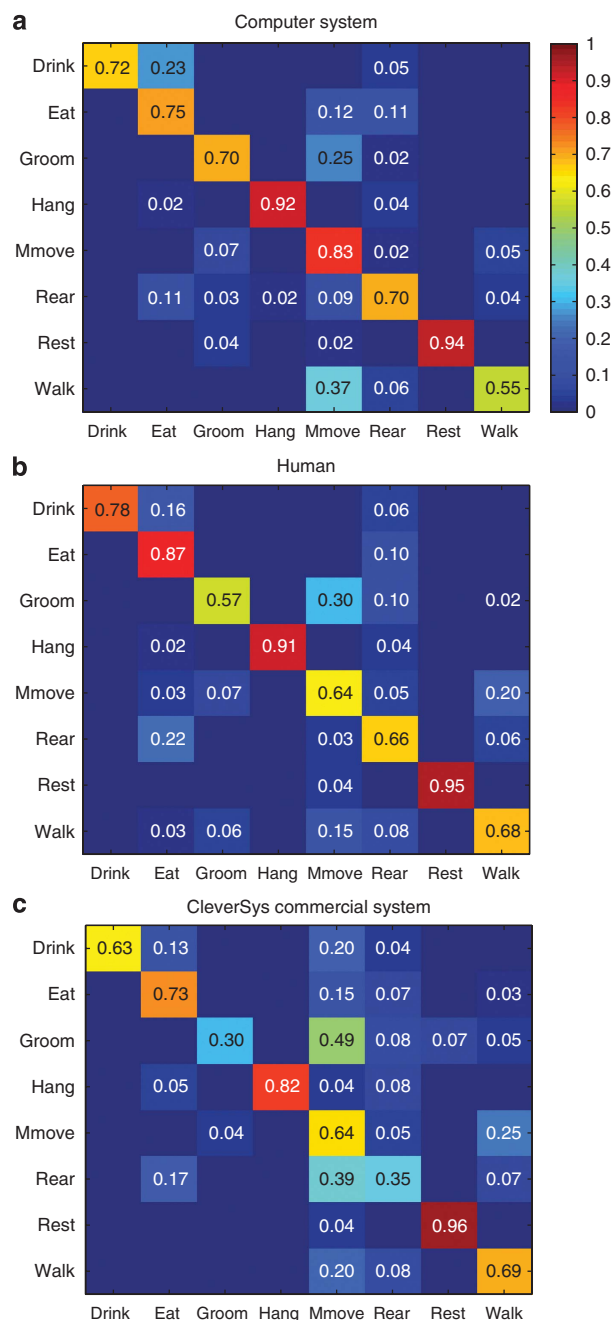 a Computer system
Drink 0.72 0.23 0.05
Eat 0.75 0.12 0.11
Groom 0.70 0.25 0.02
Hang 0.02 0.92 0.04
Mmove 0.07 0.83 0.02 0.05
Rear 0.11 0.03 0.02 0.09 0.70 0.04
Rest 0.04 0.02 0.94
Walk 0.37 0.06 0.55
Drink Eat Groom Hang Mmove Rear Rest Walk
1
0.9
0.8
0.7
0.6
0.5
0.4
0.3
0.2
0.1
0
b Human
Drink 0.78 0.16 0.06
Eat 0.87 0.10
Groom 0.57 0.30 0.10 0.02
Hang 0.02 0.91 0.04
Mmove 0.03 0.07 0.64 0.05 0.20
Rear 0.22 0.03 0.66 0.06
Rest 0.04 0.95
Walk 0.03 0.06 0.15 0.08 0.68
Drink Eat Groom Hang Mmove Rear Rest Walk
c CleverSys commercial system
Drink 0.63 0.13 0.20 0.04
Eat 0.73 0.15 0.07 0.03
Groom 0.30 0.49 0.08 0.07 0.05
Hang 0.05 0.82 0.04 0.08
Mmove 0.04 0.64 0.05 0.25
Rear 0.17 0.39 0.35 0.07
Rest 0.04 0.96
Walk 0.20 0.08 0.69
Drink Eat Groom Hang Mmove Rear Rest Walk